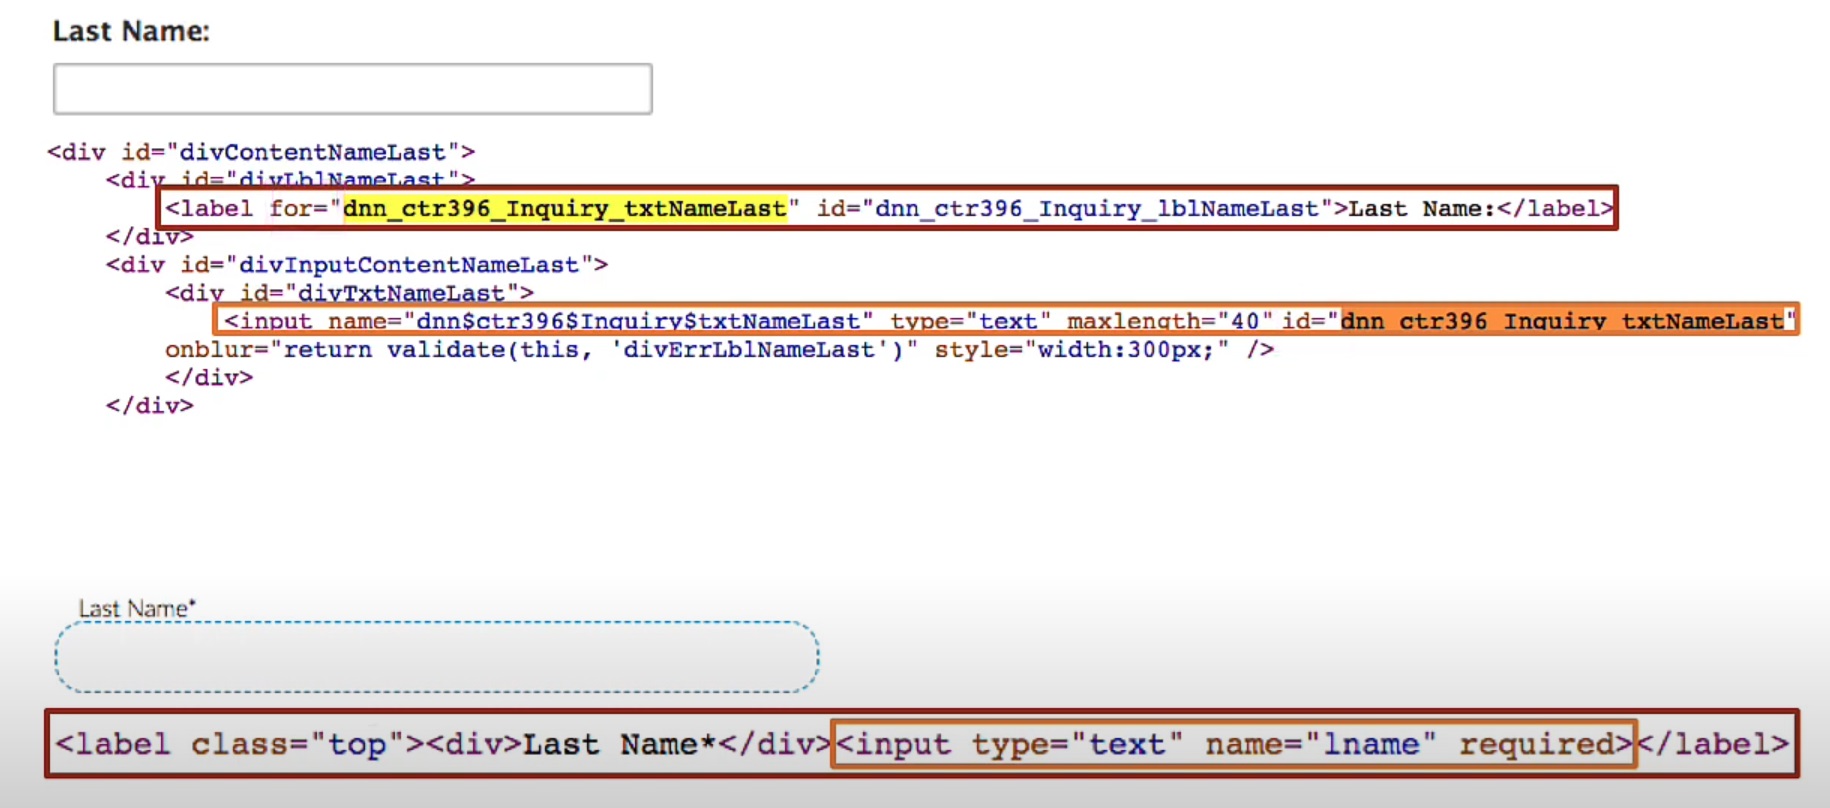 Last Name:
<div id="divContentNameLast">
<div id="divLblNameLast">
<label for="dnn_ctr396_Inquiry_txtNameLast" id="dnn_ctr396_Inquiry_lblNameLast">Last Name:</label>
</div>
<div id="divInputContentNameLast">
<div id="divTxtNameLast">
<input name="dnn$ctr396$Inquiry$txtNameLast" type="text" maxlength="40" id="dnn_ctr396_Inquiry_txtNameLast"
onblur="return validate(this, 'divErrLblNameLast')" style="width:300px;" />
</div>
</div>
Last Name*
<label class="top"><div>Last Name*</div><input type="text" name="lname" required></label>